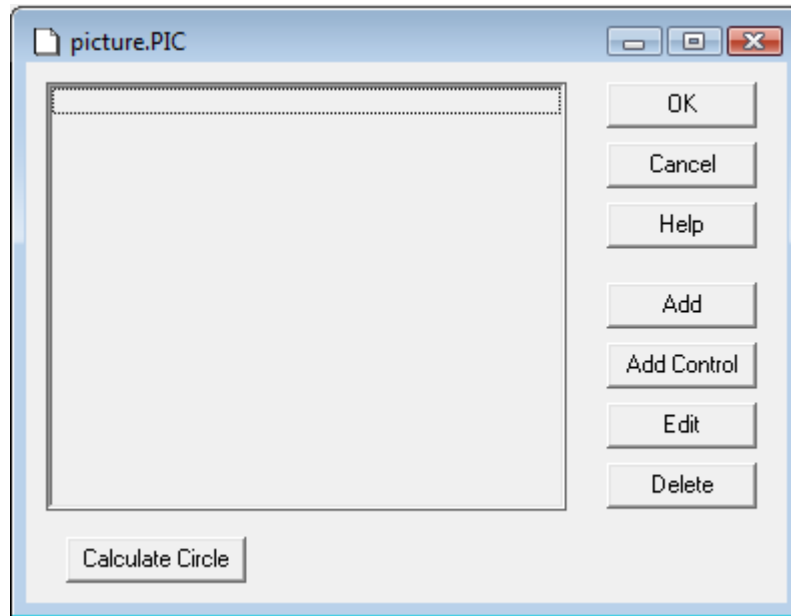 picture.PIC
OK
Cancel
Help
Add
Add Control
Edit
Delete
Calculate Circle